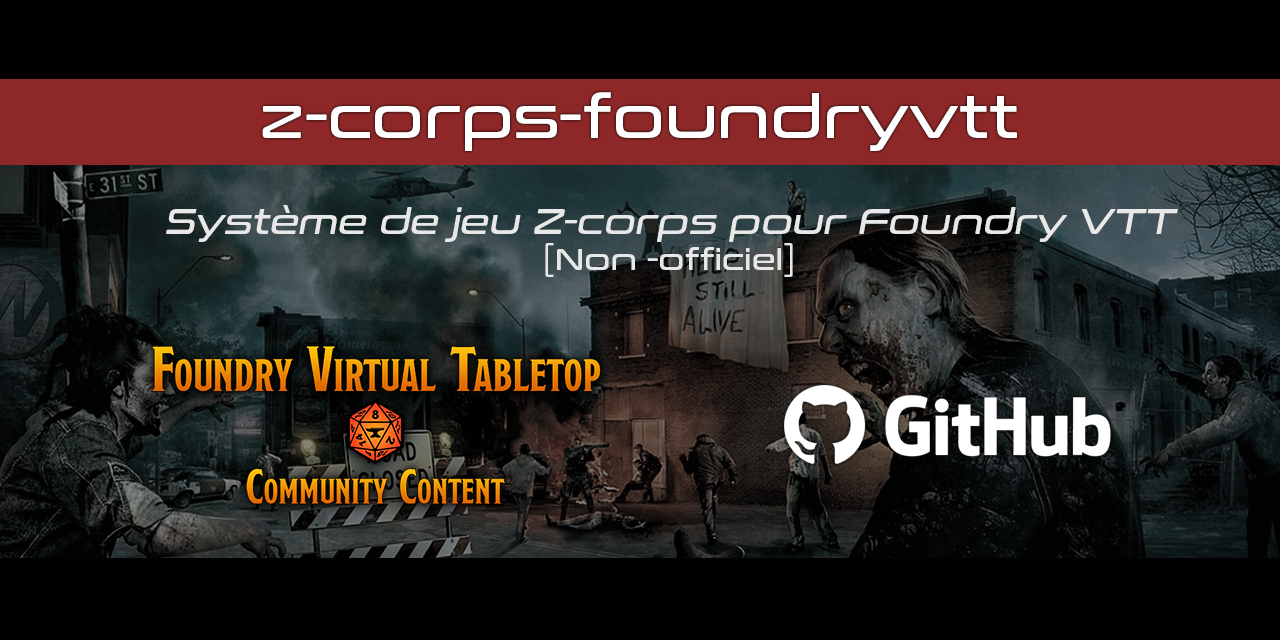 z-corps-foundryvtt
E 31ST ST
Système de jeu Z-corps pour Foundry VTT
[Non -officiel]
STILL
ALIVE
FOUNDRY VIRTUAL TABLETOP
8
COMMUNITY CONTENT
GitHub